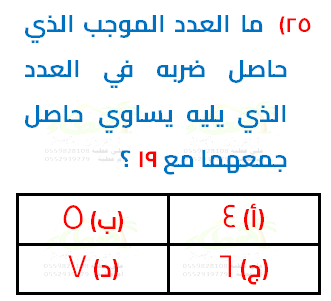 ٢٥) ما العدد الموجب الذي
حاصل ضربه في العدد
الذي يليه يساوي حاصل
جمعهما مع ١٩ ؟
(أ) ٤ (ب) ٥
(ج) ٦ (د) ٧